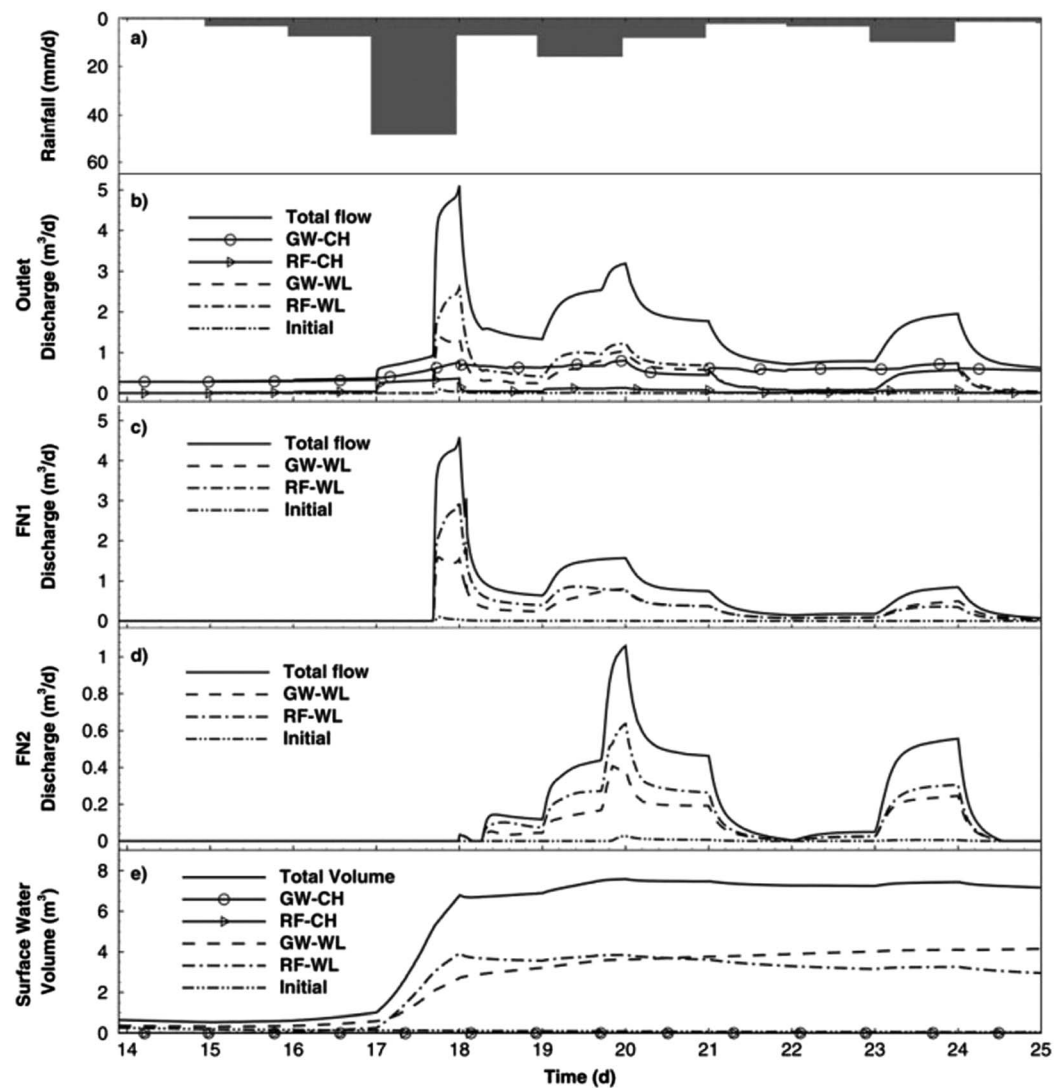 a)
Rainfall (mm/d)
0
20
40
60
b)
Outlet
Discharge (m³/d)
5
4
3
2
1
0
Total flow
GW-CH
RF-CH
GW-WL
RF-WL
Initial
c)
FN1
Discharge (m³/d)
5
4
3
2
1
0
Total flow
GW-WL
RF-WL
Initial
d)
FN2
Discharge (m³/d)
1
0.8
0.6
0.4
0.2
0
Total flow
GW-WL
RF-WL
Initial
e)
Surface Water
Volume (m³)
8
6
4
2
0
Total Volume
GW-CH
RF-CH
GW-WL
RF-WL
Initial
14 15 16 17 18 19 20 21 22 23 24 25
Time (d)